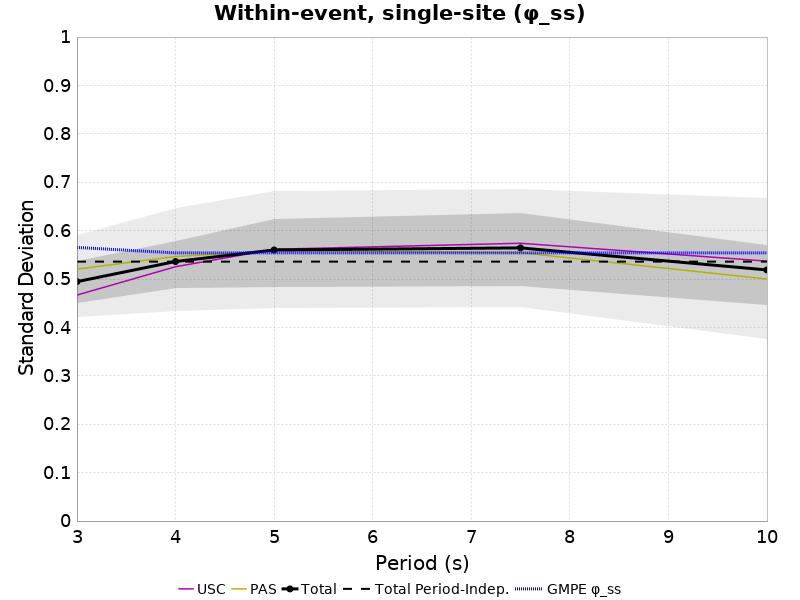 Within-event, single-site (φ_ss)
1
0.9
0.8
0.7
0.6
0.5
0.4
0.3
0.2
0.1
0
Standard Deviation
3 4 5 6 7 8 9 10
Period (s)
USC PAS Total Total Period-Indep. GMPE φ_ss